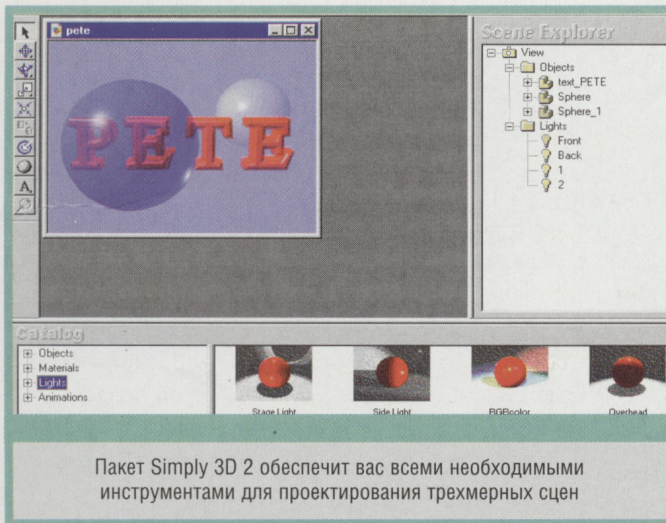 pete
PETE
Scene Explorer
View
Objects
text_PETE
Sphere
Sphere_1
Lights
Front
Back
1
2
A
Catalog
Objects
Materials
Lights
Animations
Stage Light
Side Light
RGBcolor
Overhead
Пакет Simply 3D 2 обеспечит вас всеми необходимыми
инструментами для проектирования трехмерных сцен